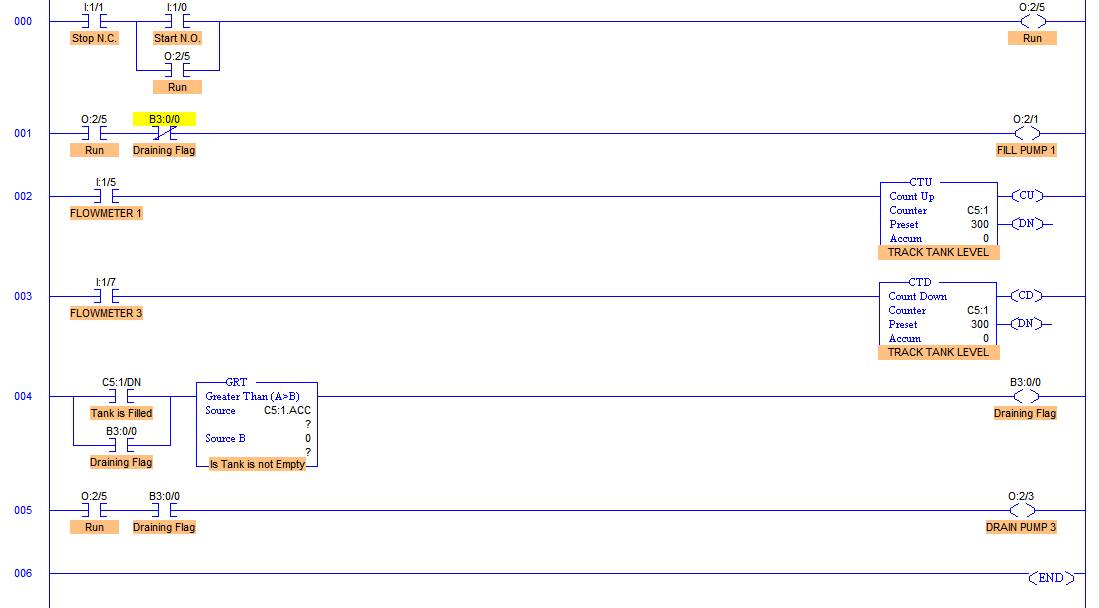 I:1/1 I:1/0 O:2/5
000
Stop N.C. Start N.O. Run
O:2/5
Run
O:2/5 B3:0/0 O:2/1
001
Run Draining Flag FILL PUMP 1
I:1/5 CTU
002 Count Up CU
FLOWMETER 1 Counter C5:1
Preset 300 DN
Accum 0
TRACK TANK LEVEL
I:1/7 CTD
003 Count Down CD
FLOWMETER 3 Counter C5:1
Preset 300 DN
Accum 0
TRACK TANK LEVEL
C5:1/DN GRT B3:0/0
004 Greater Than (A>B)
Tank is Filled Source C5:1.ACC Draining Flag
?
B3:0/0 Source B 0
?
Draining Flag Is Tank is not Empty
O:2/5 B3:0/0 O:2/3
005
Run Draining Flag DRAIN PUMP 3
006 END